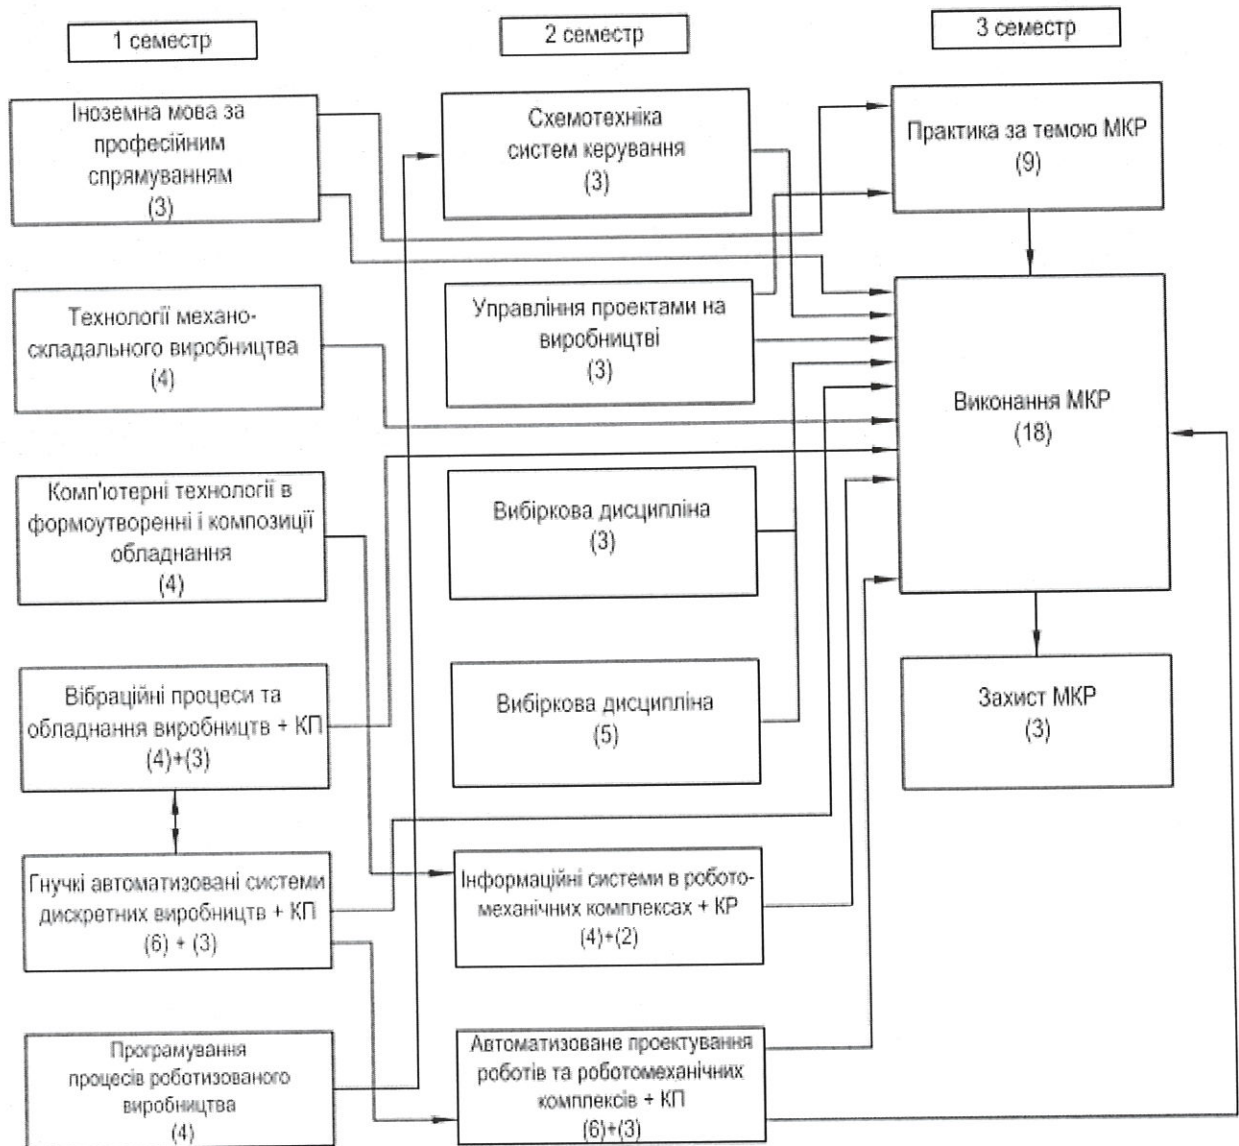 1 семестр
2 семестр
3 семестр
Іноземна мова за
професійним
спрямуванням
(3)
Технології механо-
складального виробництва
(4)
Комп'ютерні технології в
формоутворенні і композиції
обладнання
(4)
Вібраційні процеси та
обладнання виробництв + КП
(4)+(3)
Гнучкі автоматизовані системи
дискретних виробництв + КП
(6) + (3)
Програмування
процесів роботизованого
виробництва
(4)
Схемотехніка
систем керування
(3)
Управління проектами на
виробництві
(3)
Вибіркова дисципліна
(3)
Вибіркова дисципліна
(5)
Інформаційні системи в робото-
механічних комплексах + КР
(4)+(2)
Автоматизоване проектування
роботів та роботомеханічних
комплексів + КП
(6)+(3)
Практика за темою МКР
(9)
Виконання МКР
(18)
Захист МКР
(3)